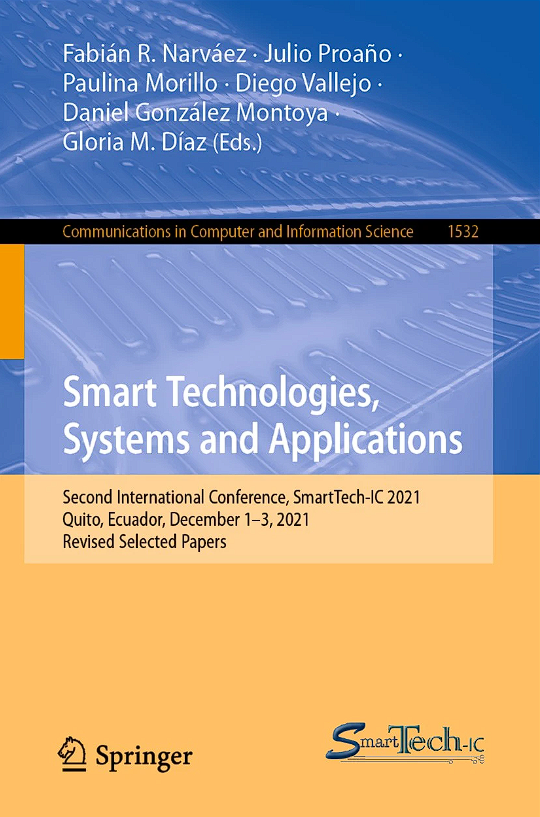 Fabián R. Narváez · Julio Proaño ·
Paulina Morillo · Diego Vallejo ·
Daniel González Montoya ·
Gloria M. Díaz (Eds.)
Communications in Computer and Information Science 1532
Smart Technologies,
Systems and Applications
Second International Conference, SmartTech-IC 2021
Quito, Ecuador, December 1–3, 2021
Revised Selected Papers
Springer
SmartTech-IC